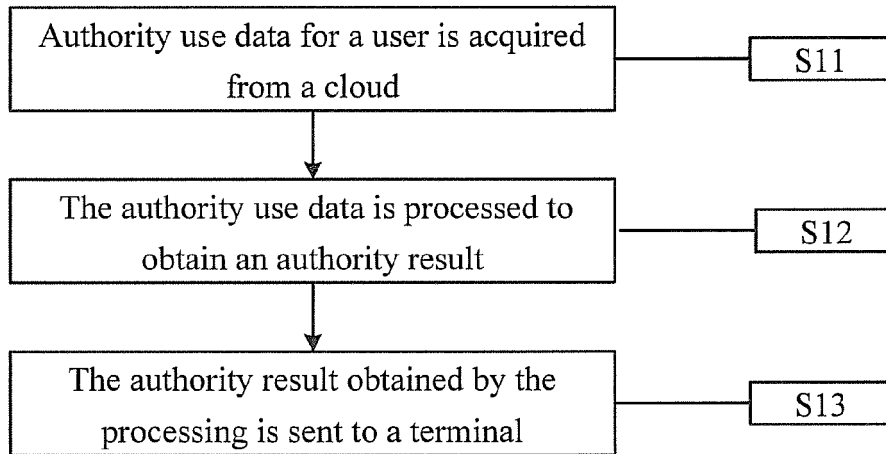 Authority use data for a user is acquired
from a cloud
S11
The authority use data is processed to
obtain an authority result
S12
The authority result obtained by the
processing is sent to a terminal
S13